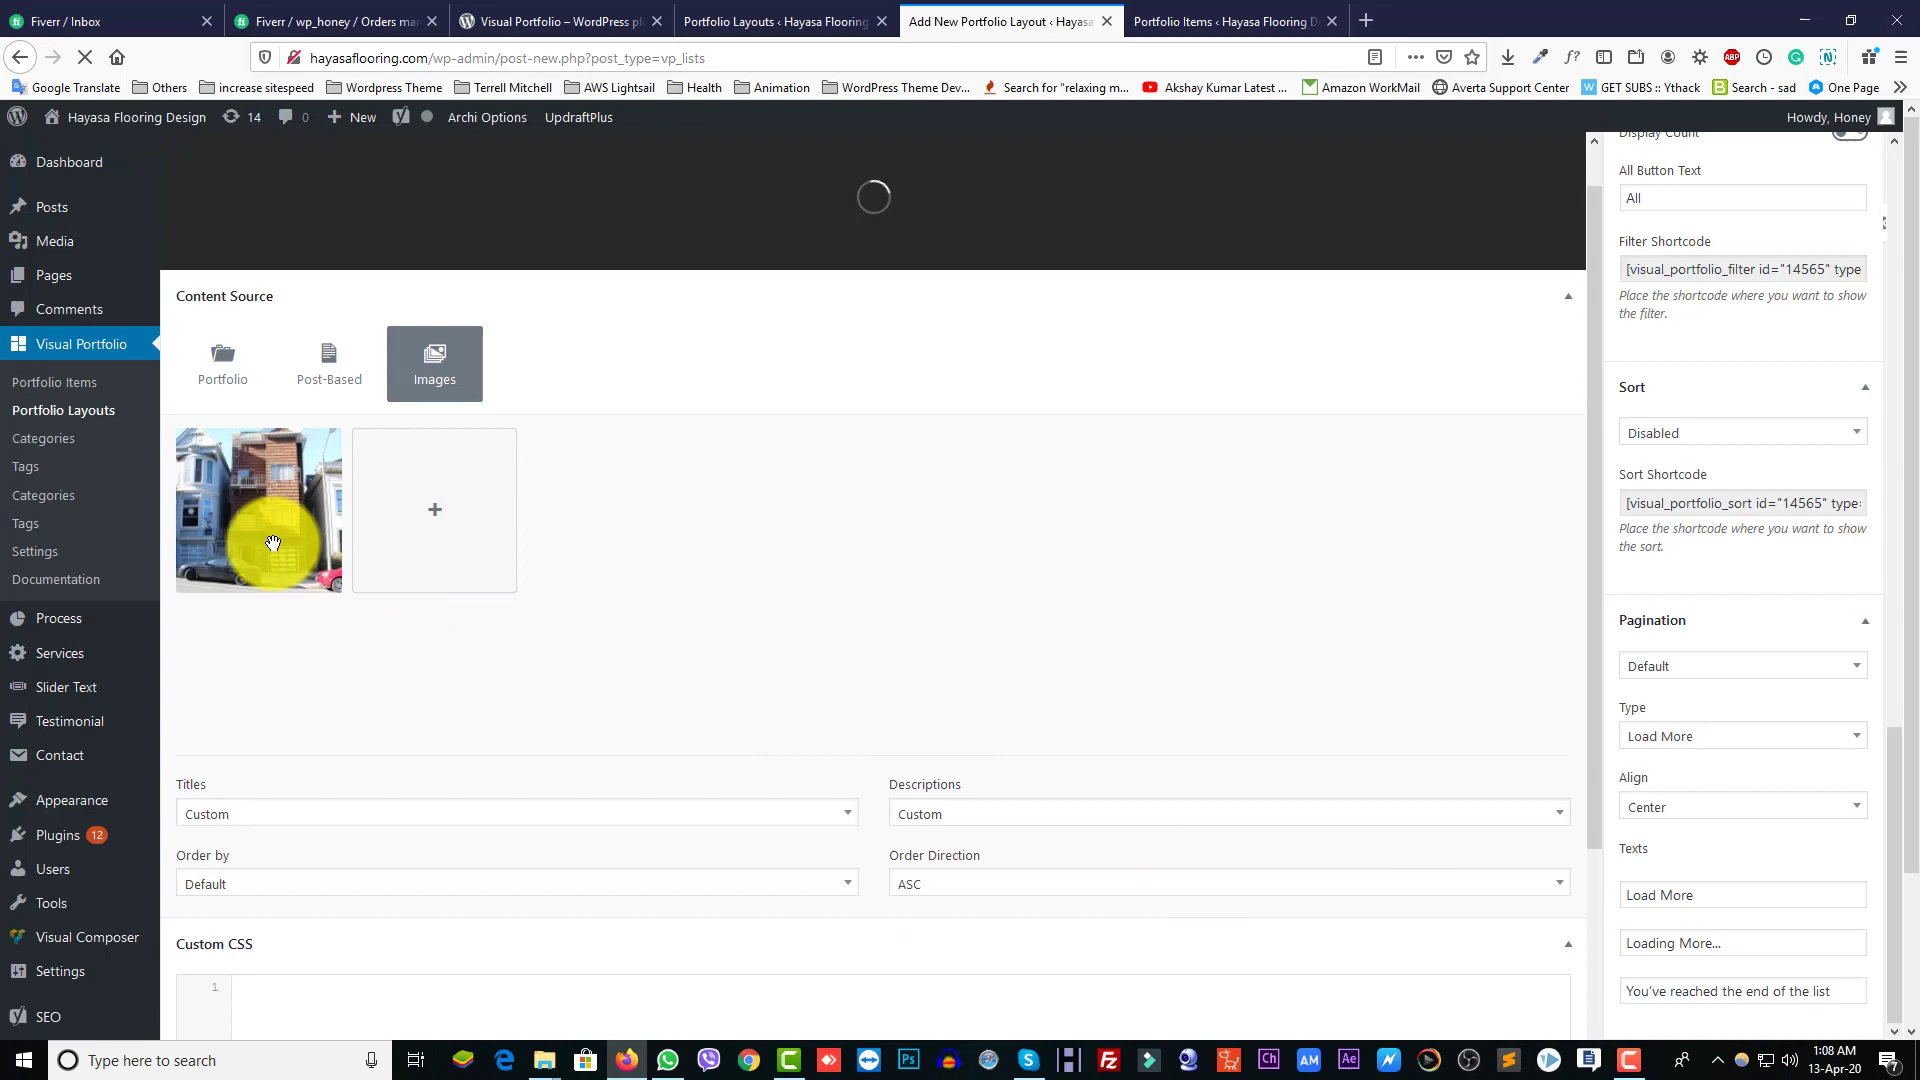 Fiverr / Inbox
Fiverr / wp_honey / Orders ma
Visual Portfolio – WordPress pl
Portfolio Layouts ‹ Hayasa Flooring
Add New Portfolio Layout ‹ Hayasa
Portfolio Items ‹ Hayasa Flooring D
hayasaflooring.com/wp-admin/post-new.php?post_type=vp_lists
Google Translate
Others
increase sitespeed
Wordpress Theme
Terrell Mitchell
AWS Lightsail
Health
Animation
WordPress Theme Dev...
Search for "relaxing m...
Akshay Kumar Latest ...
Amazon WorkMail
Averta Support Center
GET SUBS :: Ythack
Search - sad
One Page
Hayasa Flooring Design
14
0
New
Archi Options
UpdraftPlus
Howdy, Honey
Dashboard
Posts
Media
Pages
Comments
Visual Portfolio
Portfolio Items
Portfolio Layouts
Categories
Tags
Categories
Tags
Settings
Documentation
Process
Services
Slider Text
Testimonial
Contact
Appearance
Plugins 12
Users
Tools
Visual Composer
Settings
SEO
Content Source
Portfolio
Post-Based
Images
Titles
Custom
Descriptions
Custom
Order by
Default
Order Direction
ASC
Custom CSS
1
Display Count
All Button Text
All
Filter Shortcode
[visual_portfolio_filter id="14565" type
Place the shortcode where you want to show
the filter.
Sort
Disabled
Sort Shortcode
[visual_portfolio_sort id="14565" type=
Place the shortcode where you want to show
the sort.
Pagination
Default
Type
Load More
Align
Center
Texts
Load More
Loading More...
You've reached the end of the list
Type here to search
1:08 AM
13-Apr-20
7